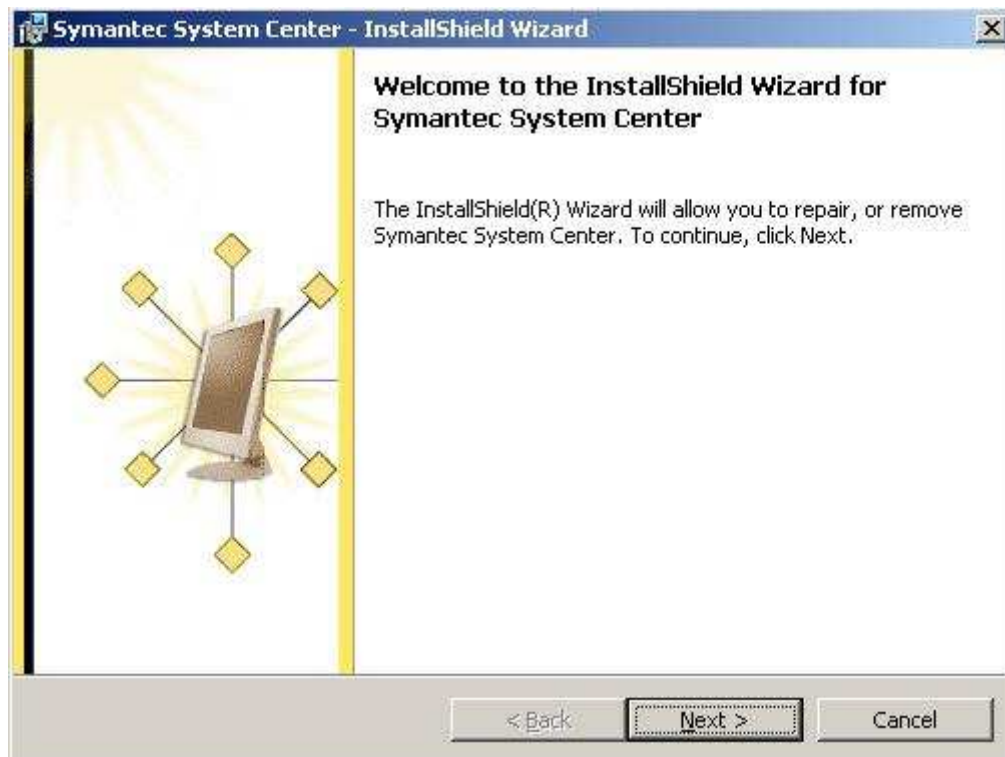 Symantec System Center - InstallShield Wizard
Welcome to the InstallShield Wizard for
Symantec System Center
The InstallShield(R) Wizard will allow you to repair, or remove
Symantec System Center. To continue, click Next.
< Back
Next >
Cancel